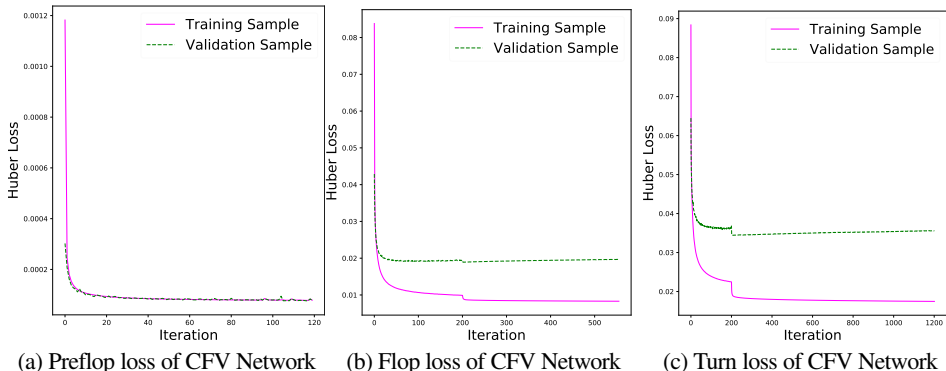 0.0012
0.0010
0.0008
0.0006
0.0004
0.0002
Huber Loss
0 20 40 60 80 100 120
Iteration
Training Sample
Validation Sample
(a) Preflop loss of CFV Network
0.08
0.07
0.06
0.05
0.04
0.03
0.02
0.01
Huber Loss
0 100 200 300 400 500
Iteration
Training Sample
Validation Sample
(b) Flop loss of CFV Network
0.09
0.08
0.07
0.06
0.05
0.04
0.03
0.02
Huber Loss
0 200 400 600 800 1000 1200
Iteration
Training Sample
Validation Sample
(c) Turn loss of CFV Network